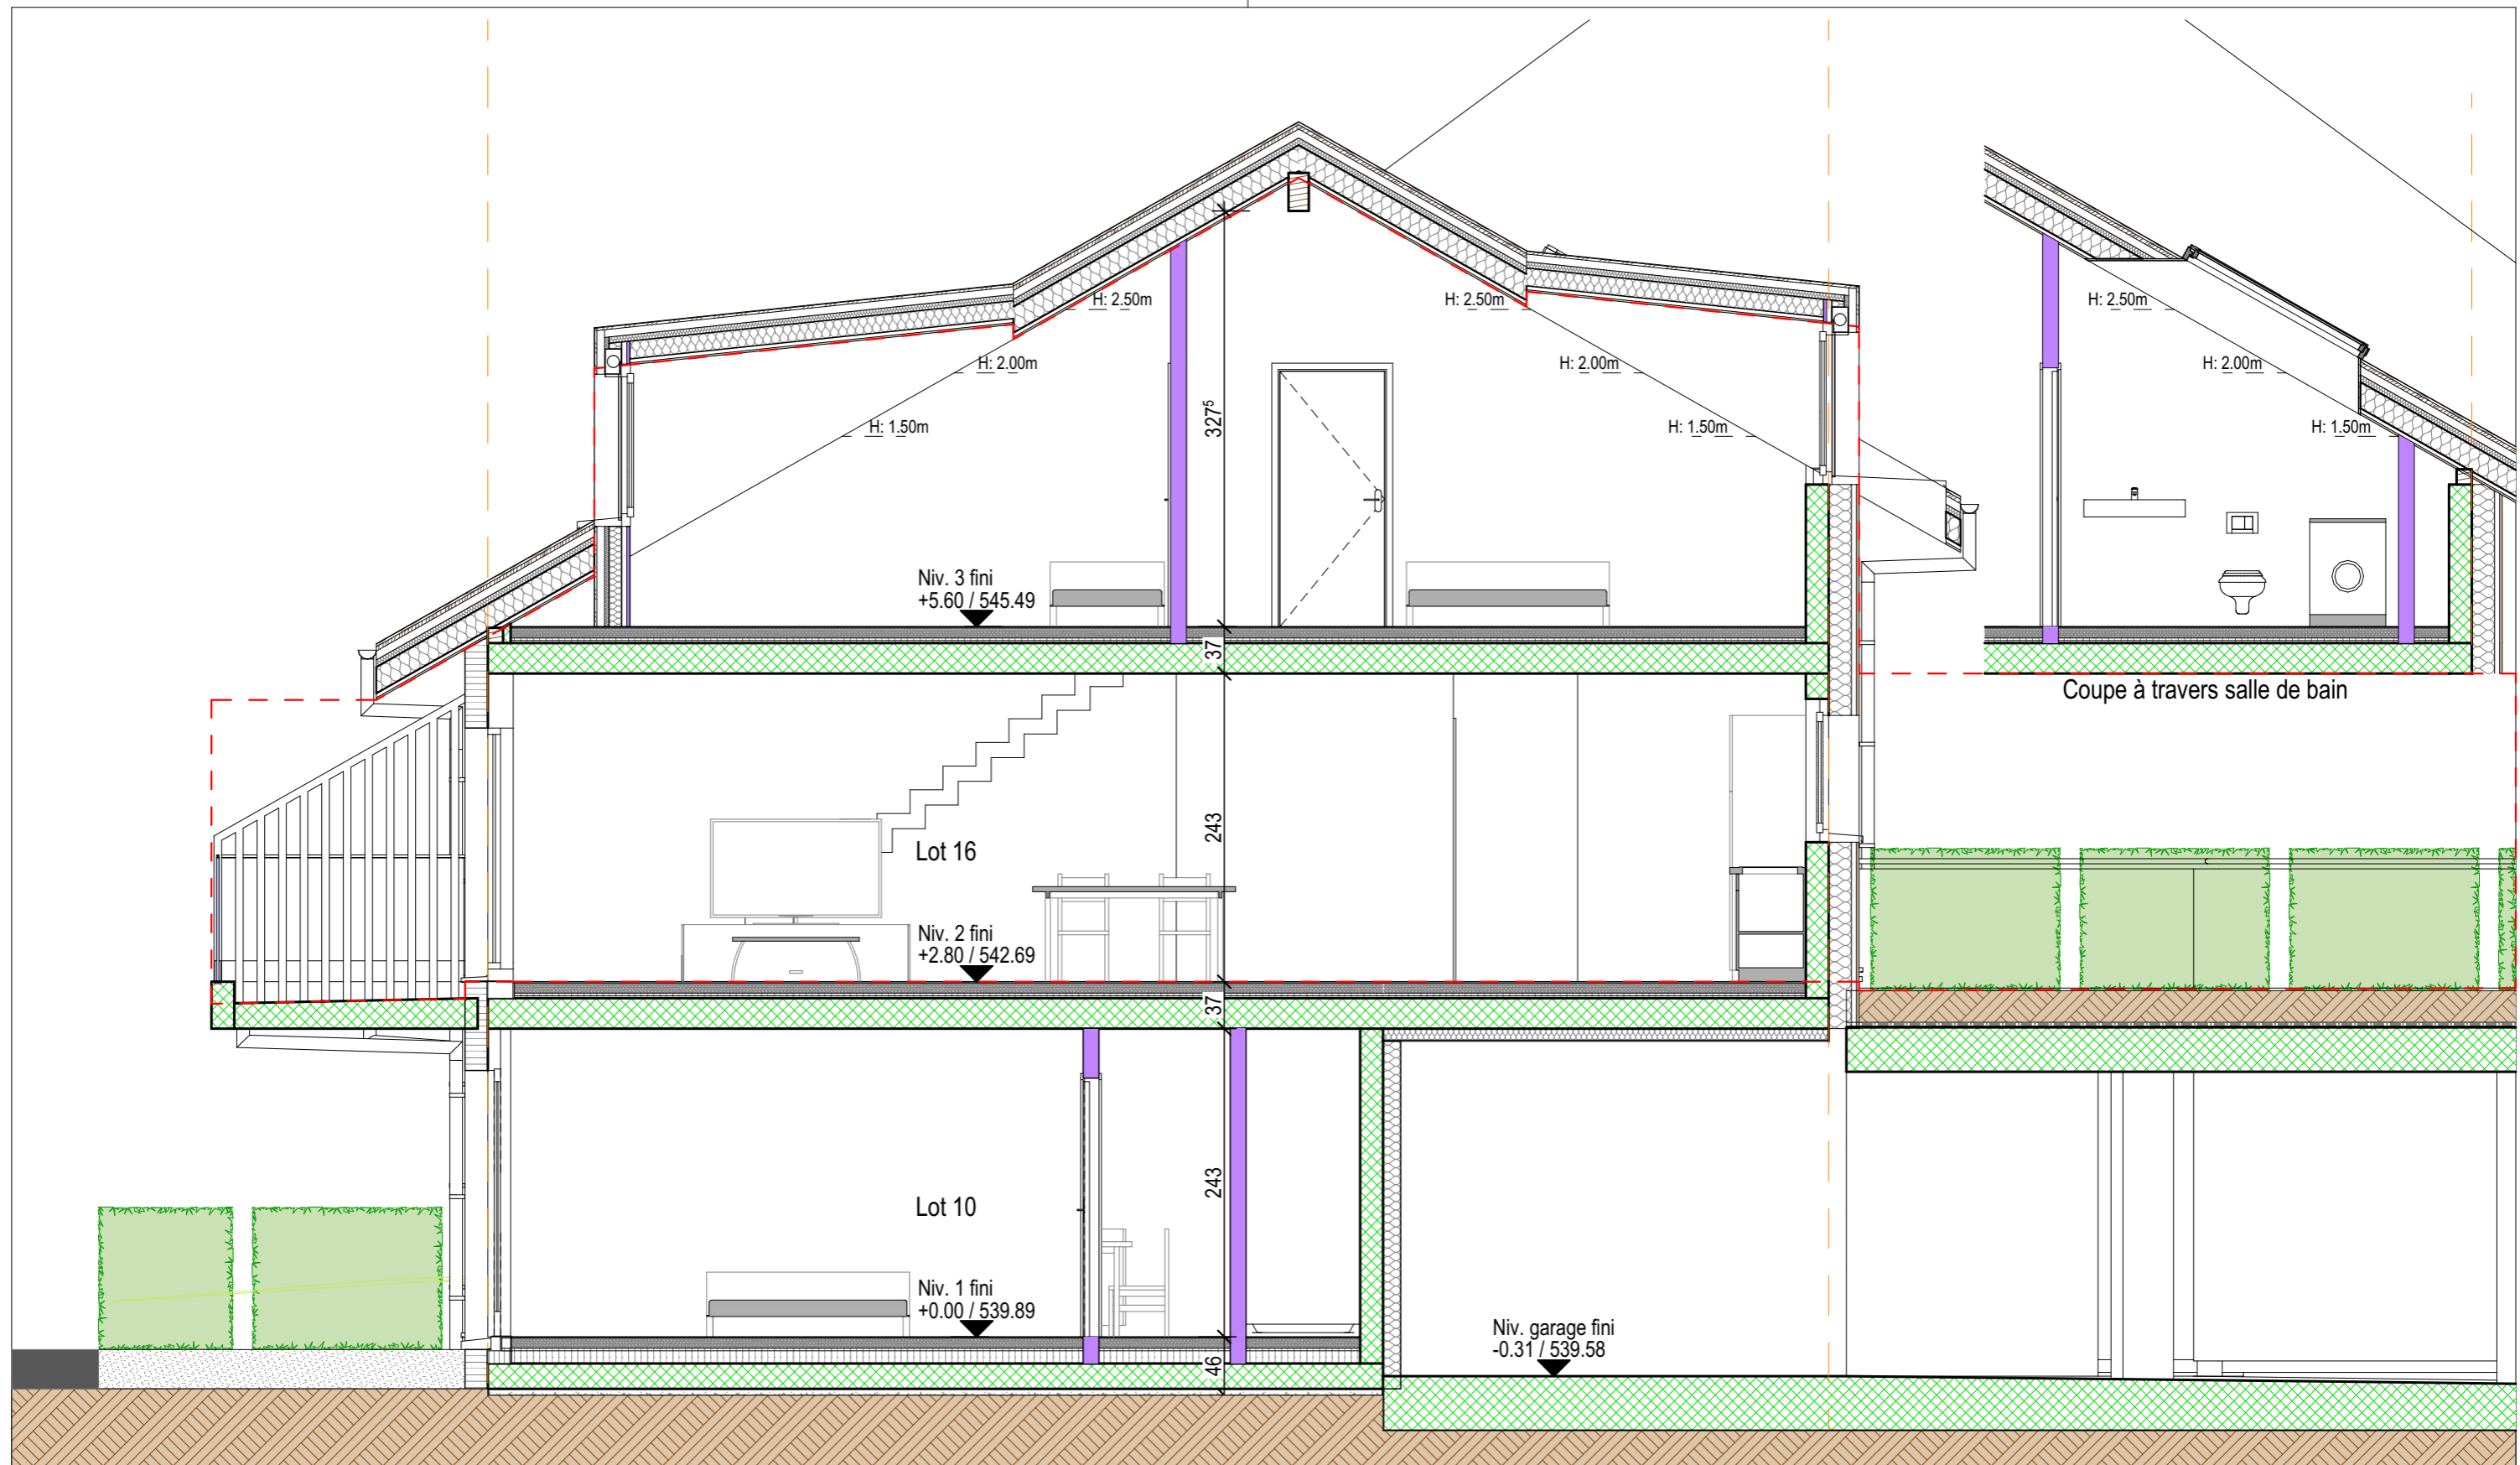 H: 2.50m
H: 2.50m
H: 2.50m
H: 2.00m
H: 2.00m
H: 2.00m
H: 1.50m
H: 1.50m
H: 1.50m
327⁵
Niv. 3 fini
+5.60 / 545.49
37
Coupe à travers salle de bain
243
Lot 16
Niv. 2 fini
+2.80 / 542.69
37
243
Lot 10
Niv. 1 fini
+0.00 / 539.89
Niv. garage fini
-0.31 / 539.58
46